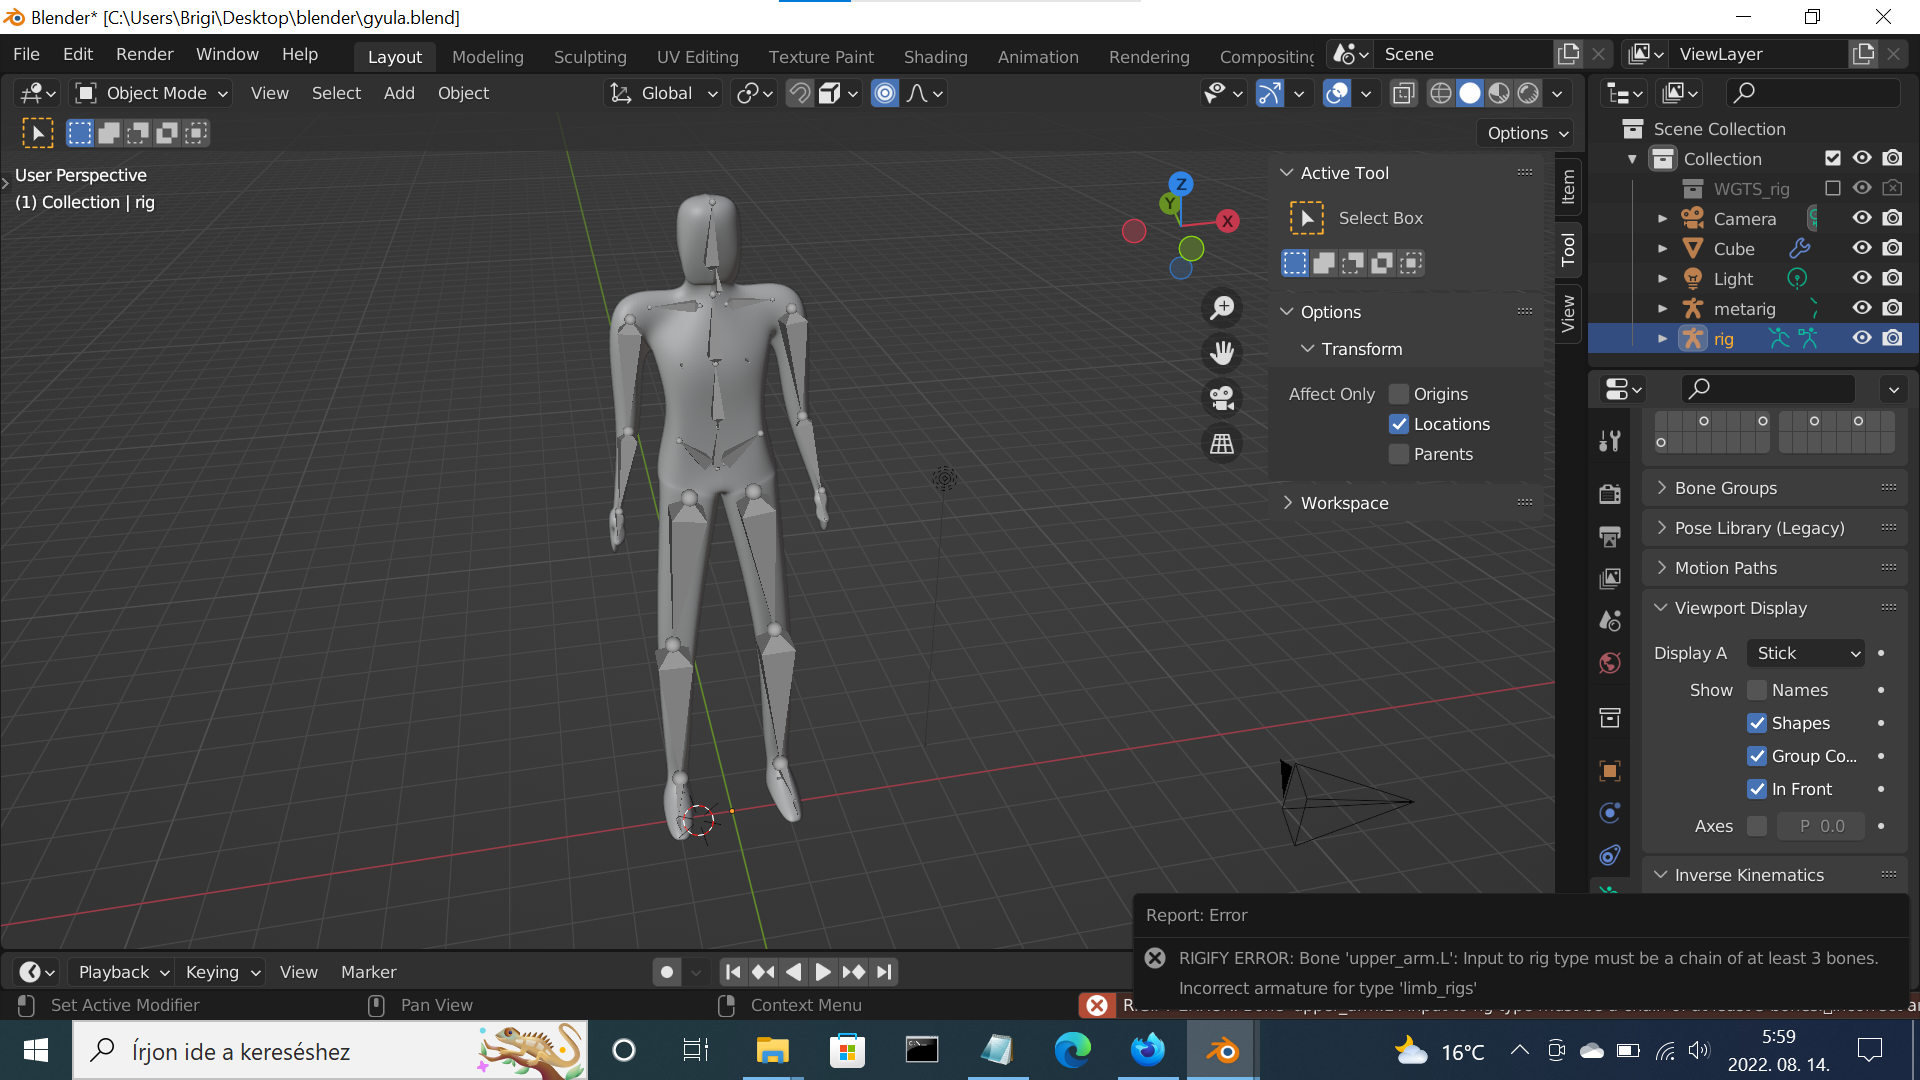 Blender* [C:\Users\Brigi\Desktop\blender\gyula.blend]
File Edit Render Window Help Layout Modeling Sculpting UV Editing Texture Paint Shading Animation Rendering Compositing Scene ViewLayer
Object Mode View Select Add Object Global
Options
User Perspective
(1) Collection | rig
Z
Y
X
Active Tool
Select Box
Options
Transform
Affect Only Origins
Locations
Parents
Workspace
Item
Tool
View
Scene Collection
Collection
WGTS_rig
Camera
Cube
Light
metarig
rig
Bone Groups
Pose Library (Legacy)
Motion Paths
Viewport Display
Display A Stick
Show Names
Shapes
Group Co...
In Front
Axes P 0.0
Inverse Kinematics
Report: Error
RIGIFY ERROR: Bone 'upper_arm.L': Input to rig type must be a chain of at least 3 bones.
Incorrect armature for type 'limb_rigs'
Playback Keying View Marker
Set Active Modifier Pan View Context Menu
Írjon ide a kereséshez
16°C
5:59
2022. 08. 14.